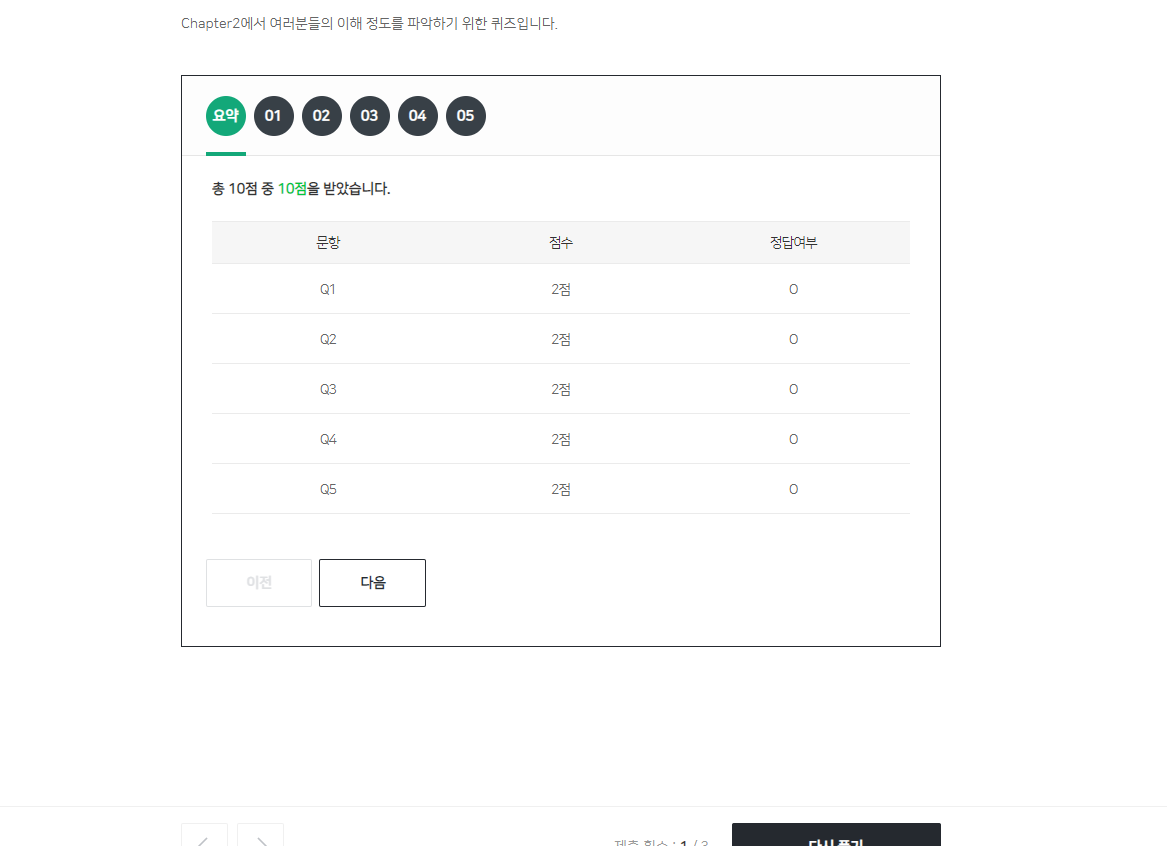 Chapter2에서 여러분들의 이해 정도를 파악하기 위한 퀴즈입니다.
요약 01 02 03 04 05
총 10점 중 10점을 받았습니다.
문항 점수 정답여부
Q1 2점 O
Q2 2점 O
Q3 2점 O
Q4 2점 O
Q5 2점 O
이전 다음
제출 횟수 : 1 / 3 다시 풀기